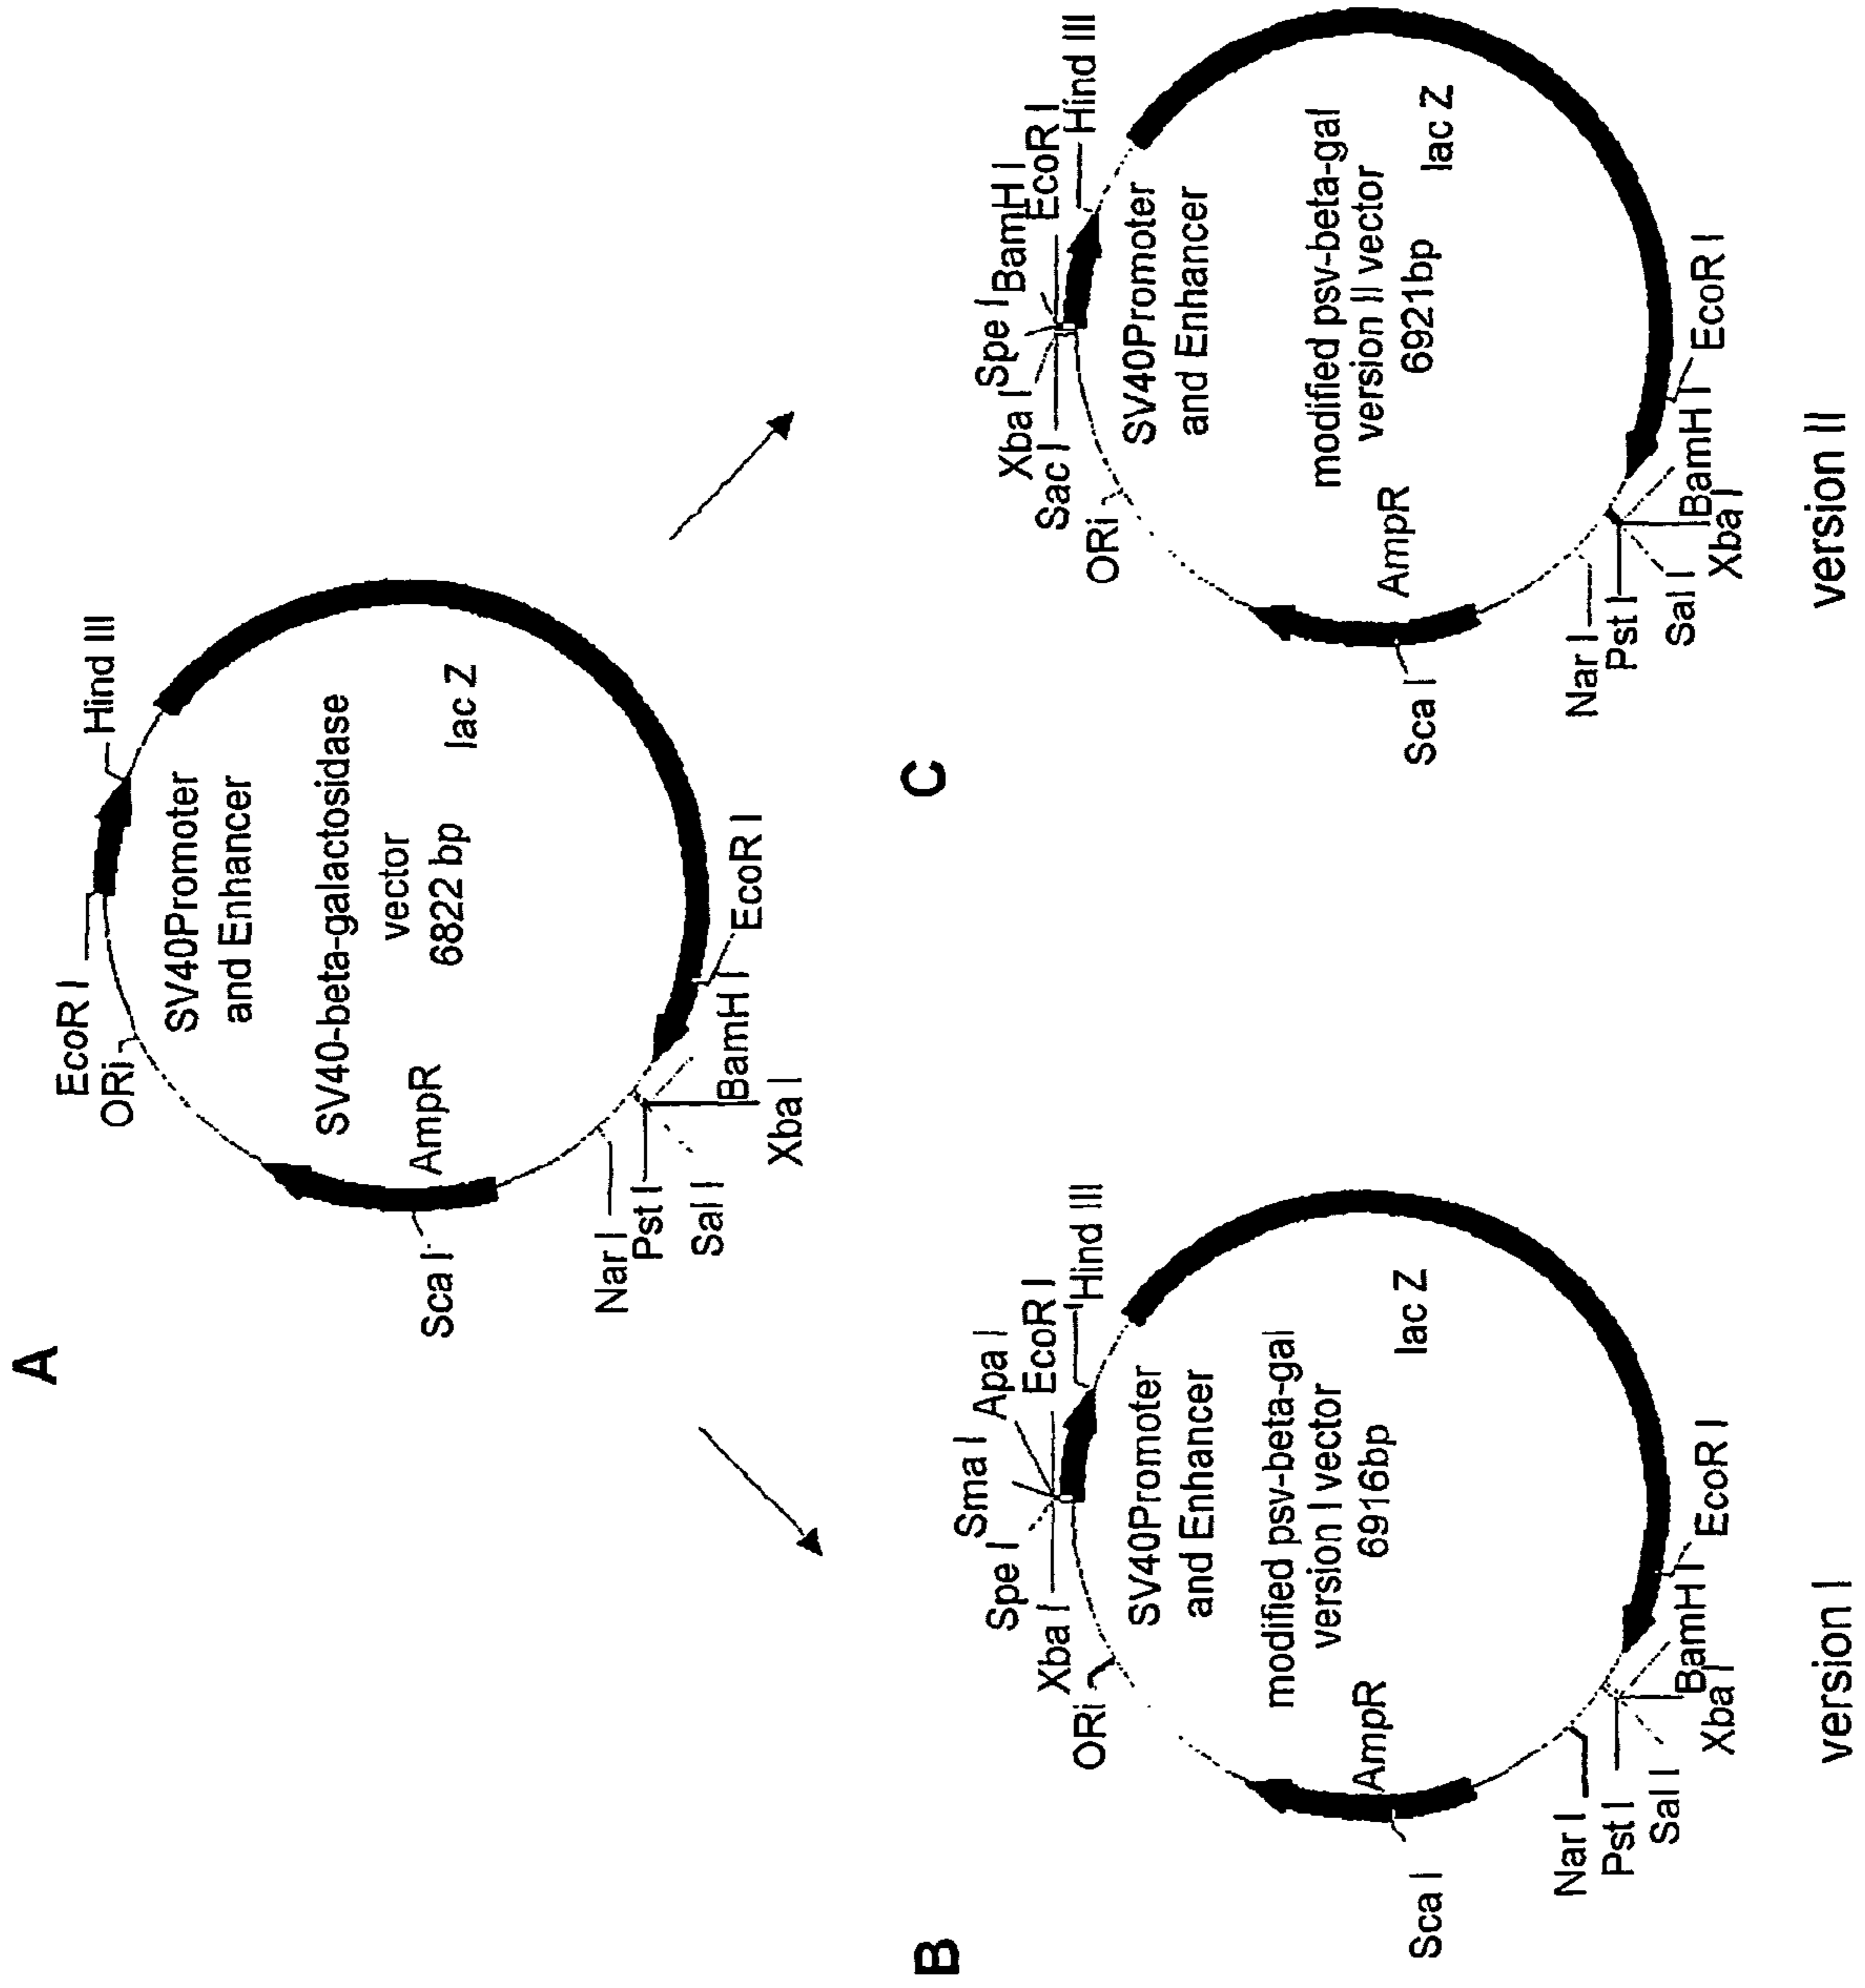 A
EcoR I
ORi
Hind III
SV40Promoter
and Enhancer
SV40-beta-galactosidase
vector
6822 bp
lac Z
AmpR
Sca I
Nar I
Pst I
Sal I
Xba I
BamH I
EcoR I
B
Sma I
Apa I
Spe I
EcoR I
Xba I
Hind III
ORi
SV40Promoter
and Enhancer
modified psv-beta-gal
version I vector
6916bp
lac Z
AmpR
Sca I
Nar I
Pst I
Sal I
Xba I
BamH I
EcoR I
version I
C
Spe I
BamH I
Xba I
EcoR I
Sac I
Hind III
ORi
SV40Promoter
and Enhancer
modified psv-beta-gal
version II vector
6921bp
lac Z
AmpR
Sca I
Nar I
Pst I
Sal I
Xba I
BamH I
EcoR I
version II